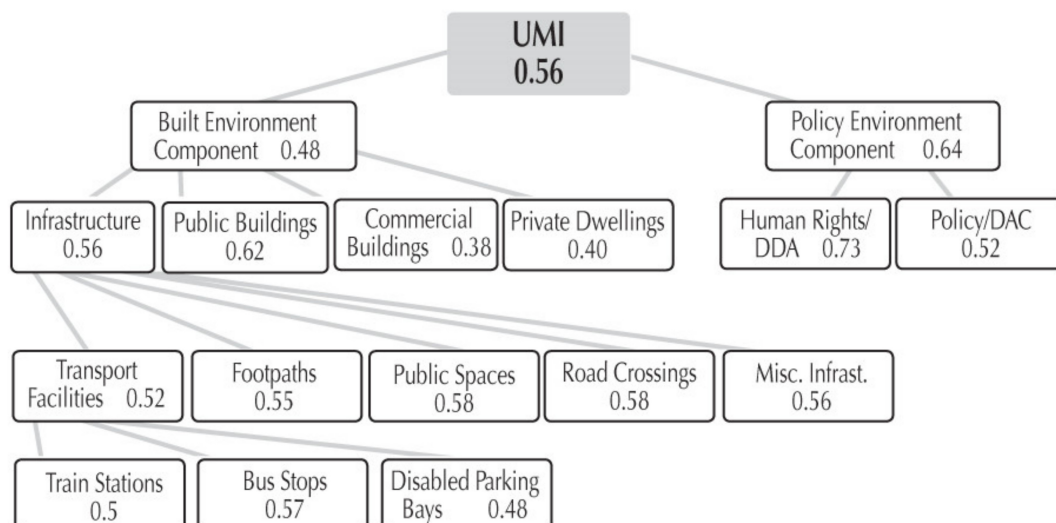 UMI
0.56
Built Environment
Component 0.48
Policy Environment
Component 0.64
Infrastructure
0.56
Public Buildings
0.62
Commercial
Buildings 0.38
Private Dwellings
0.40
Human Rights/
DDA 0.73
Policy/DAC
0.52
Transport
Facilities 0.52
Footpaths
0.55
Public Spaces
0.58
Road Crossings
0.58
Misc. Infrast.
0.56
Train Stations
0.5
Bus Stops
0.57
Disabled Parking
Bays 0.48